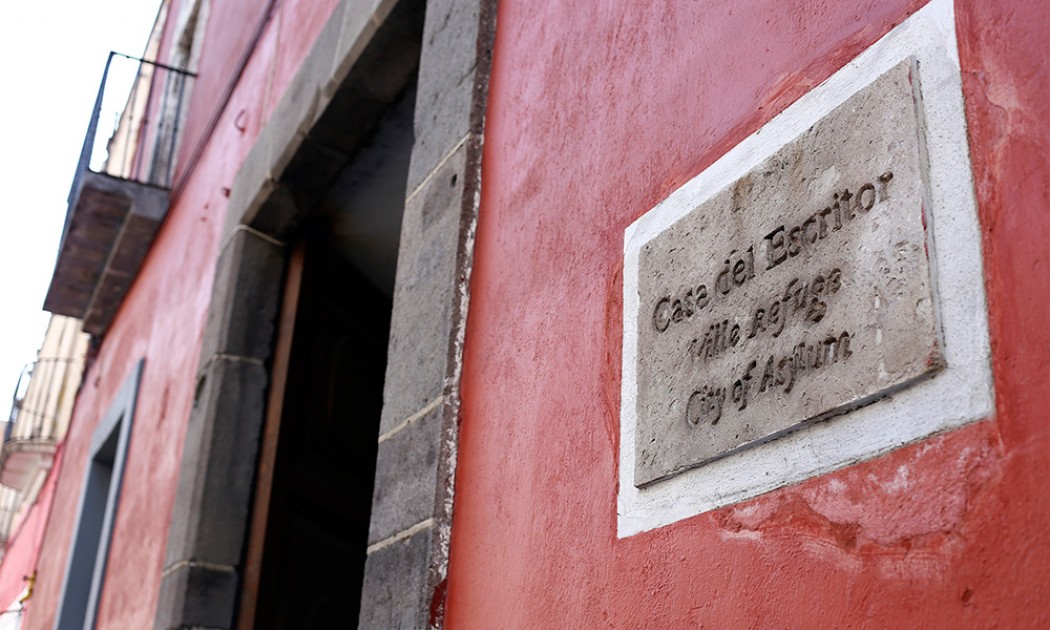 Casa del Escritor
Ville Refuge
City of Asylum